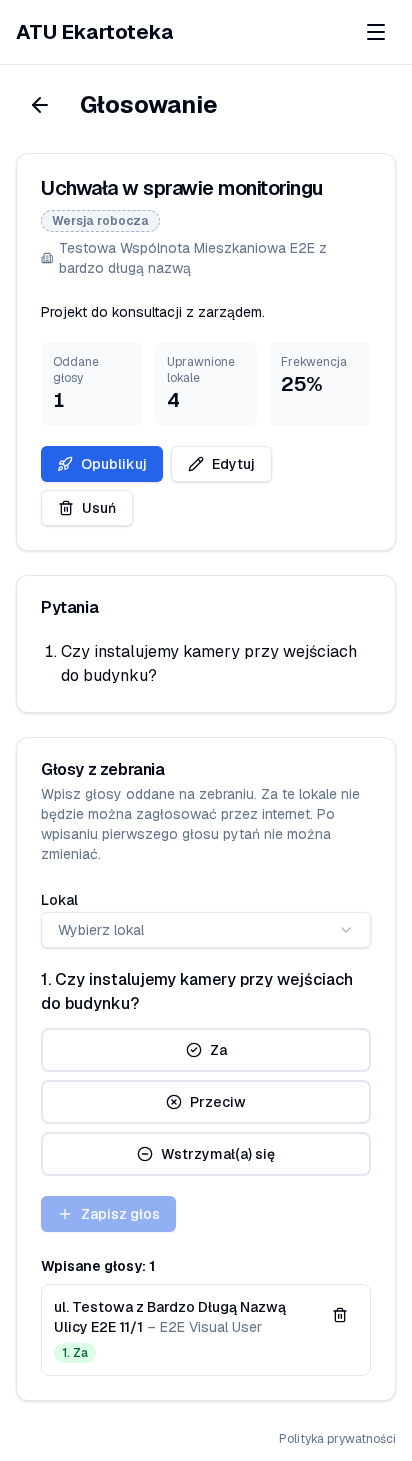 ATU Ekartoteka
Głosowanie
Uchwała w sprawie monitoringu
Wersja robocza
Testowa Wspólnota Mieszkaniowa E2E z
bardzo długą nazwą
Projekt do konsultacji z zarządem.
Oddane
głosy
1
Uprawnione
lokale
4
Frekwencja
25%
Opublikuj
Edytuj
Usuń
Pytania
1. Czy instalujemy kamery przy wejściach
do budynku?
Głosy z zebrania
Wpisz głosy oddane na zebraniu. Za te lokale nie
będzie można zagłosować przez internet. Po
wpisaniu pierwszego głosu pytań nie można
zmieniać.
Lokal
Wybierz lokal
1. Czy instalujemy kamery przy wejściach
do budynku?
Za
Przeciw
Wstrzymał(a) się
Zapisz głos
Wpisane głosy: 1
ul. Testowa z Bardzo Długą Nazwą
Ulicy E2E 11/1 – E2E Visual User
1. Za
Polityka prywatności